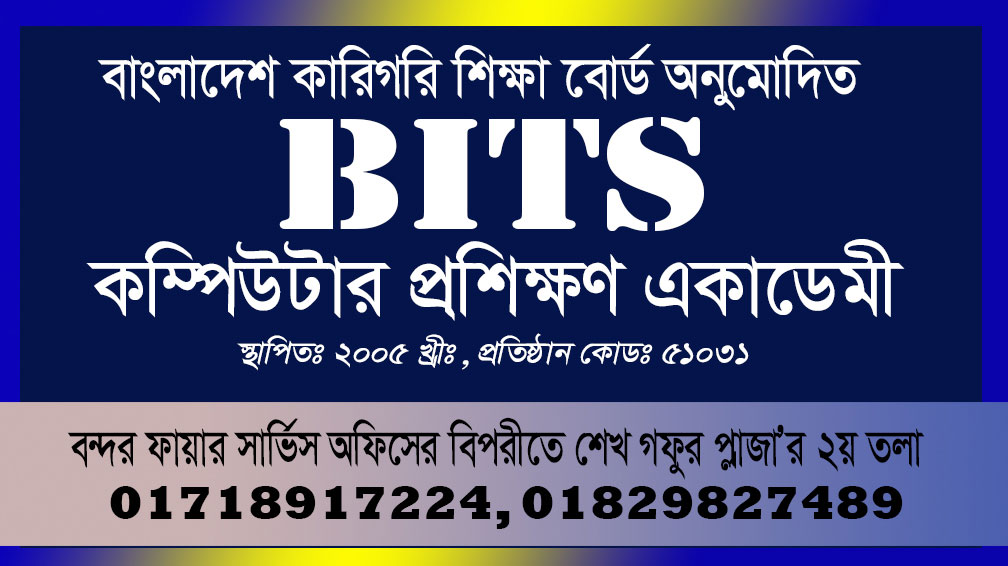 বাংলাদেশ কারিগরি শিক্ষা বোর্ড অনুমোদিত
BITS
কম্পিউটার প্রশিক্ষণ একাডেমী
স্থাপিতঃ ২০০৫ খ্রীঃ, প্রতিষ্ঠান কোডঃ ৫১০৩১
বন্দর ফায়ার সার্ভিস অফিসের বিপরীতে শেখ গফুর প্লাজা'র ২য় তলা
01718917224, 01829827489